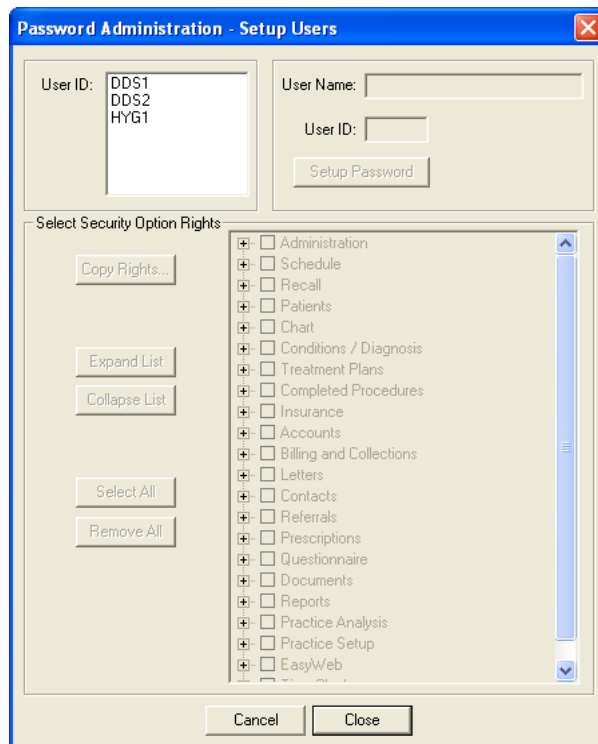 Password Administration - Setup Users
User ID:
DDS1
DDS2
HYG1
User Name:
User ID:
Setup Password
Select Security Option Rights
Copy Rights...
Expand List
Collapse List
Select All
Remove All
Administration
Schedule
Recall
Patients
Chart
Conditions / Diagnosis
Treatment Plans
Completed Procedures
Insurance
Accounts
Billing and Collections
Letters
Contacts
Referrals
Prescriptions
Questionnaire
Documents
Reports
Practice Analysis
Practice Setup
EasyWeb
Cancel
Close